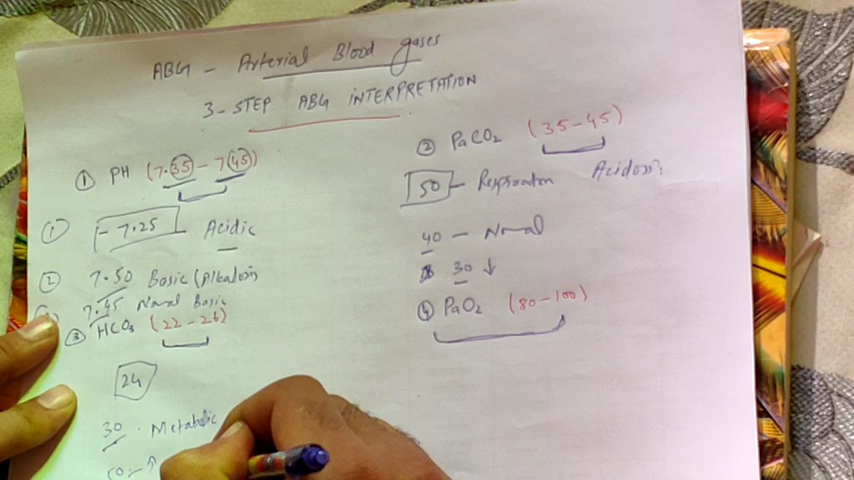 ABG - Arterial Blood gases
3-STEP ABG INTERPRETATION
① PH (7.35 - 7.45)
① - 7.25 - Acidic
② 7.50 Basic (Alkalosis
7.45 Normal Basic
③ HCO3 (22 - 26)
24
30 - Metabolic
② PaCO2 (35-45)
50 - Respiration Acidosis
40 - Normal
30 ↓
④ PaO2 (80-100)